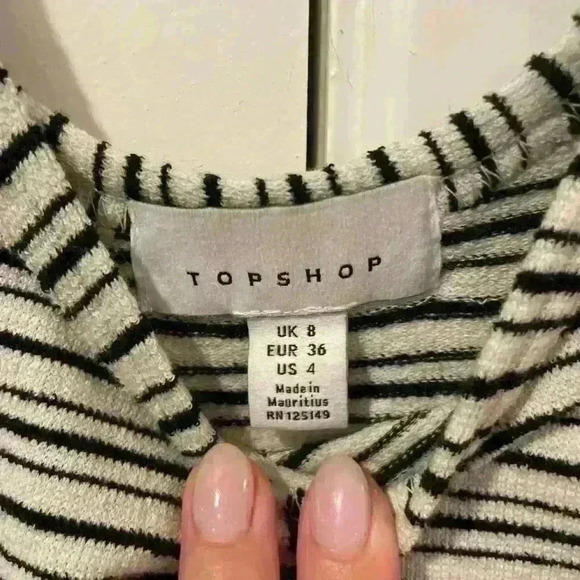 TOPSHOP
UK 8
EUR 36
US 4
Made in
Mauritius
RN125149